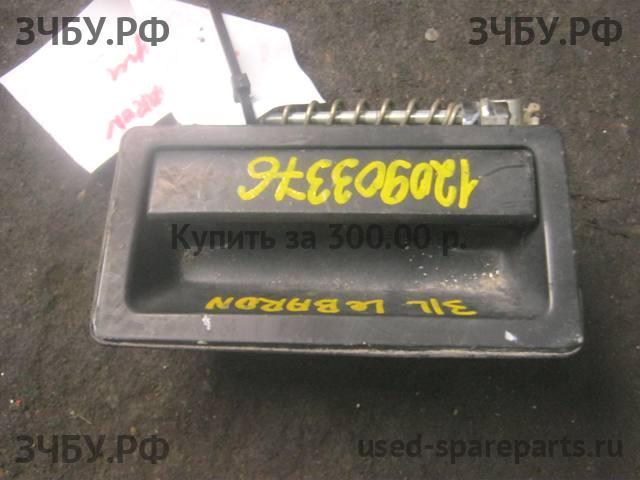 ЗЧБУ.РФ
ЗЧБУ.РФ
120903376
Купить за 300.00 р.
З/L LeBARON
ЗЧБУ.РФ
used-spareparts.ru